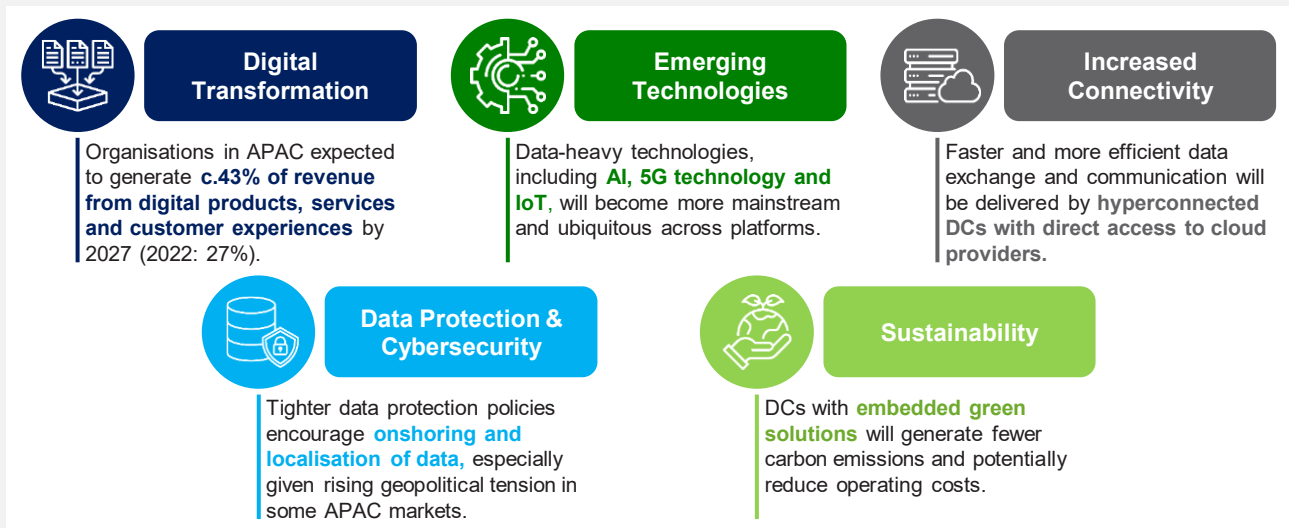 Digital
Transformation
Organisations in APAC expected
to generate c.43% of revenue
from digital products, services
and customer experiences by
2027 (2022: 27%).
Emerging
Technologies
Data-heavy technologies,
including AI, 5G technology and
IoT, will become more mainstream
and ubiquitous across platforms.
Increased
Connectivity
Faster and more efficient data
exchange and communication will
be delivered by hyperconnected
DCs with direct access to cloud
providers.
Data Protection &
Cybersecurity
Tighter data protection policies
encourage onshoring and
localisation of data, especially
given rising geopolitical tension in
some APAC markets.
Sustainability
DCs with embedded green
solutions will generate fewer
carbon emissions and potentially
reduce operating costs.